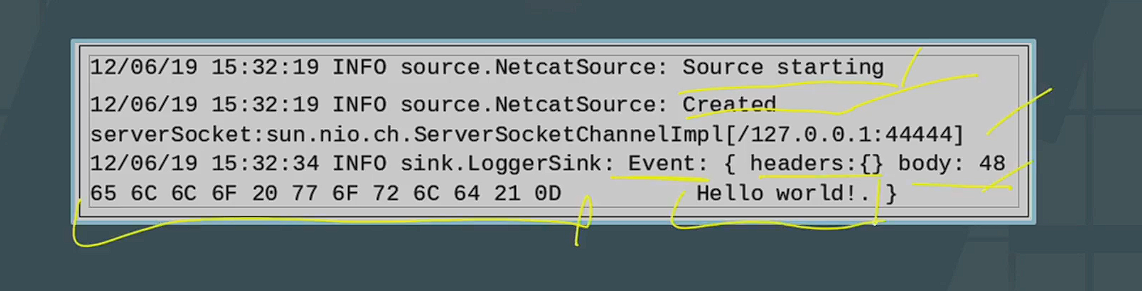 12/06/19 15:32:19 INFO source.NetcatSource: Source starting
12/06/19 15:32:19 INFO source.NetcatSource: Created
serverSocket:sun.nio.ch.ServerSocketChannelImpl[/127.0.0.1:44444]
12/06/19 15:32:34 INFO sink.LoggerSink: Event: { headers:{} body: 48
65 6C 6C 6F 20 77 6F 72 6C 64 21 0D Hello world!. }